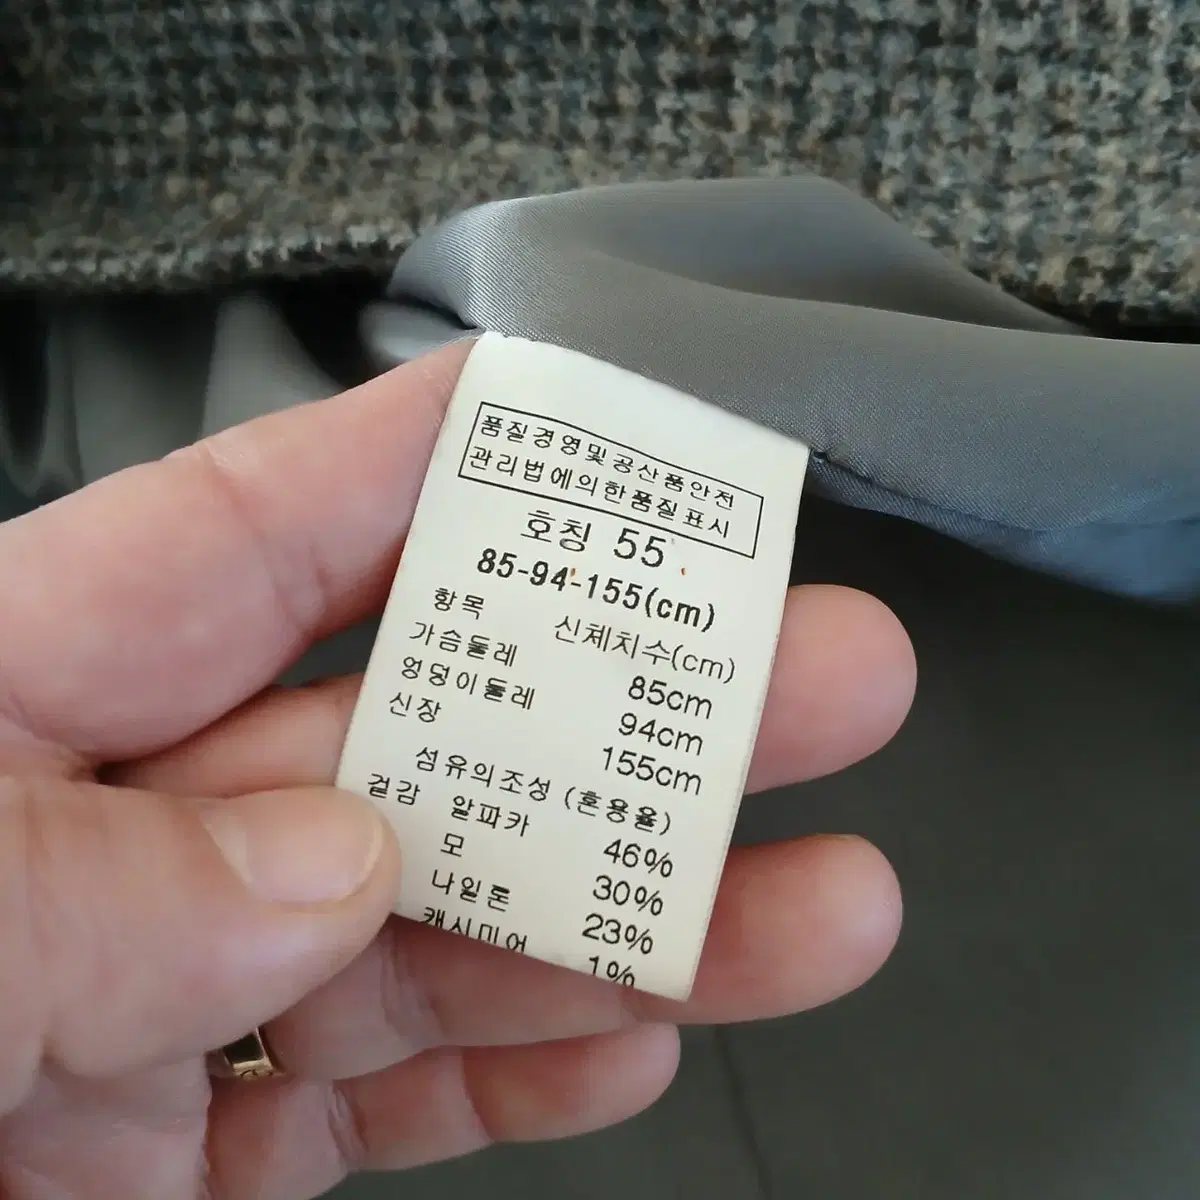 품질경영및공산품안전
관리법에의한품질표시
호칭 55
85-94-155(cm)
항목 신체치수(cm)
가슴둘레 85cm
엉덩이둘레 94cm
신장 155cm
섬유의조성 (혼용율)
겉감 알파카 46%
모 30%
나일론 23%
캐시미어 1%